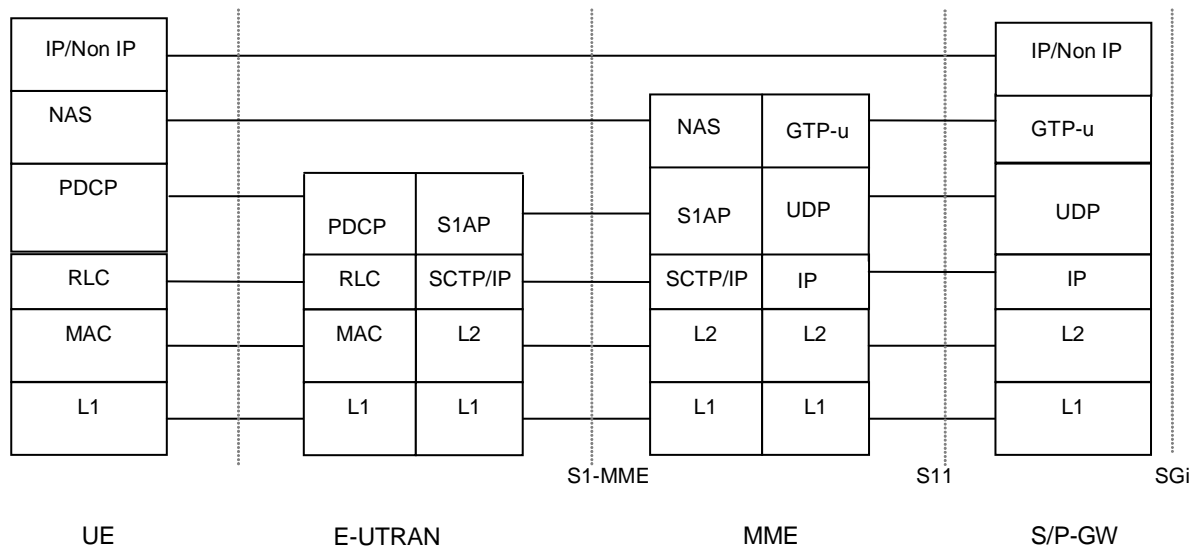 IP/Non IP
IP/Non IP
NAS
NAS
GTP-u
GTP-u
PDCP
PDCP
S1AP
S1AP
UDP
UDP
RLC
RLC
SCTP/IP
SCTP/IP
IP
IP
MAC
MAC
L2
L2
L2
L2
L1
L1
L1
L1
L1
L1
S1-MME
S11
SGi
UE
E-UTRAN
MME
S/P-GW